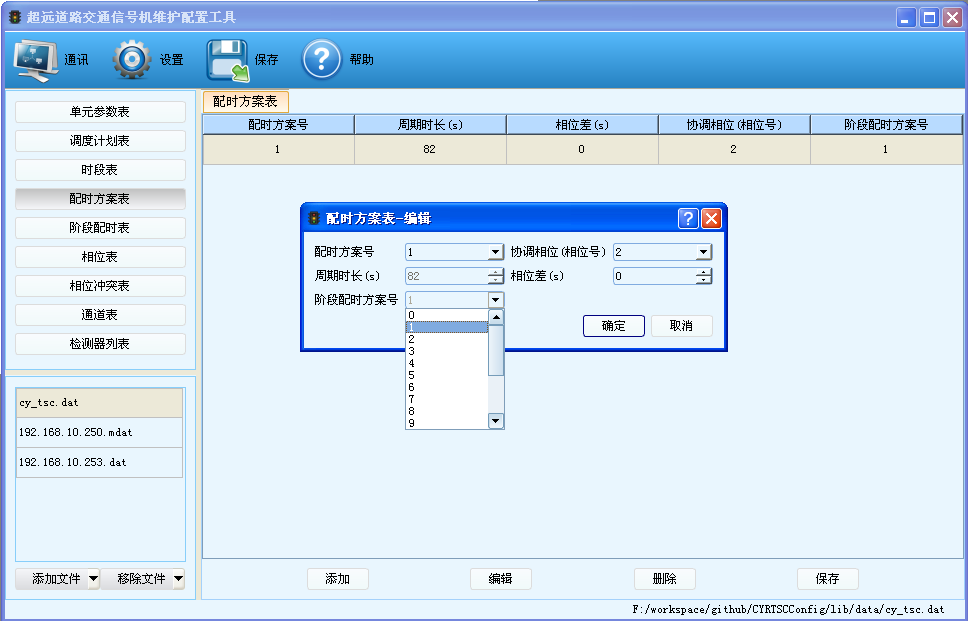 超远道路交通信号机维护配置工具
通讯 设置 保存 帮助
单元参数表
调度计划表
时段表
配时方案表
阶段配时表
相位表
相位冲突表
通道表
检测器列表
cy_tsc.dat
192.168.10.250.mdat
192.168.10.253.dat
添加文件 移除文件
配时方案表
配时方案号 周期时长(s) 相位差(s) 协调相位(相位号) 阶段配时方案号
1 82 0 2 1
配时方案表-编辑
配时方案号 1 协调相位(相位号) 2
周期时长(s) 82 相位差(s) 0
阶段配时方案号 1
0
1
2
3
4
5
6
7
8
9
确定 取消
添加 编辑 删除 保存
F:/workspace/github/CYRTSCConfig/lib/data/cy_tsc.dat